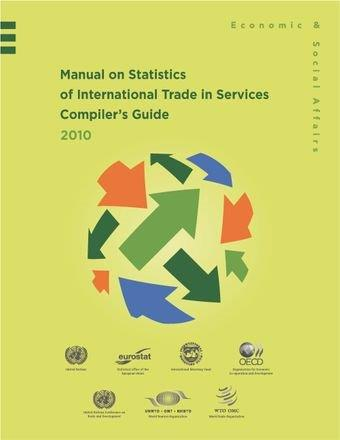 Economic &
Social Affairs
Manual on Statistics
of International Trade in Services
Compiler's Guide
2010
eurostat
OECD
United Nations
Statistical office of the
European Union
International Monetary Fund
Organisation for Economic
Co-operation and Development
UNWTO • OMT • ЮНВТО
WTO OMC
United Nations Conference on
Trade and Development
World Tourism Organization
World Trade Organization